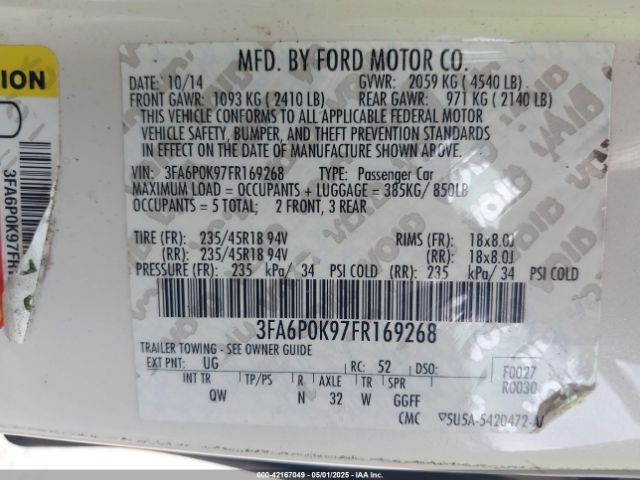 TION
3FA6P0K97FR
MFD. BY FORD MOTOR CO.
DATE: 10/14 GVWR: 2059 KG ( 4540 LB)
FRONT GAWR: 1093 KG ( 2410 LB) REAR GAWR: 971 KG ( 2140 LB)
THIS VEHICLE CONFORMS TO ALL APPLICABLE FEDERAL MOTOR
VEHICLE SAFETY, BUMPER, AND THEFT PREVENTION STANDARDS
IN EFFECT ON THE DATE OF MANUFACTURE SHOWN ABOVE.
VIN: 3FA6P0K97FR169268 TYPE: Passenger Car
MAXIMUM LOAD = OCCUPANTS + LUGGAGE = 385KG/ 850LB
OCCUPANTS = 5 TOTAL; 2 FRONT, 3 REAR
TIRE (FR): 235/45R18 94V RIMS (FR): 18x8.0J
(RR): 235/45R18 94V (RR): 18x8.0J
PRESSURE (FR): 235 kPa/ 34 PSI COLD (RR): 235 kPa/ 34 PSI COLD
3FA6P0K97FR169268
TRAILER TOWING - SEE OWNER GUIDE
EXT PNT: UG RC: 52 DSO: F0027
R0030
INT TR TP/PS R AXLE TR SPR
QW N 32 W GGFF
CMC 5U5A-5420472-
000-42167049 - 05/01/2025 - IAA Inc.